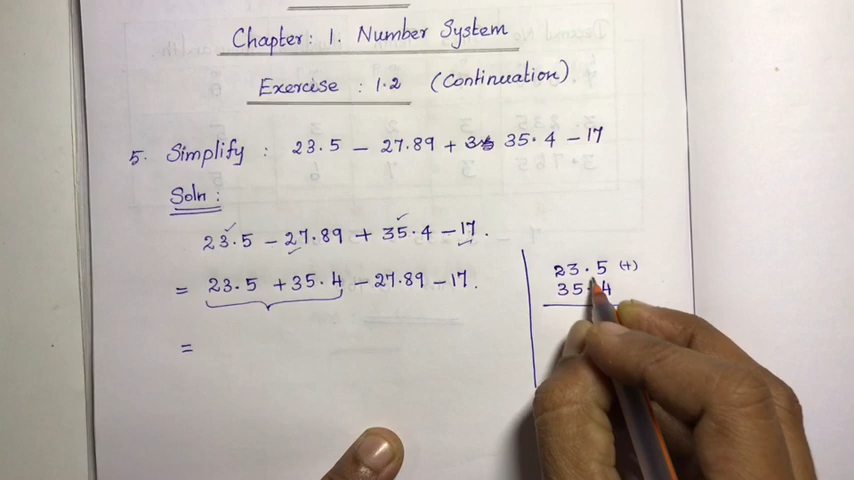 Chapter: 1. Number System
Exercise : 1.2 (Continuation)
5. Simplify : 23.5 - 27.89 + 35.4 - 17
Soln :
23.5 - 27.89 + 35.4 - 17.
= 23.5 + 35.4 - 27.89 - 17.
=
23.5 (+)
35.4